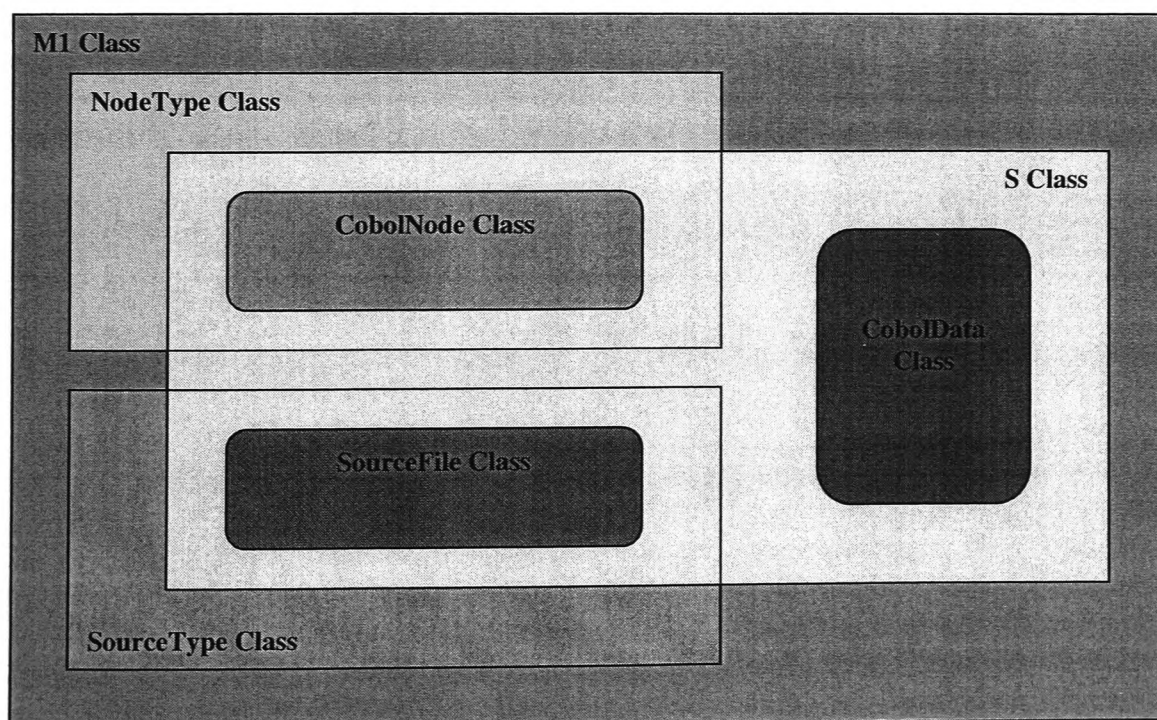 M1 Class
NodeType Class
S Class
CobolNode Class
CobolData
Class
SourceFile Class
SourceType Class